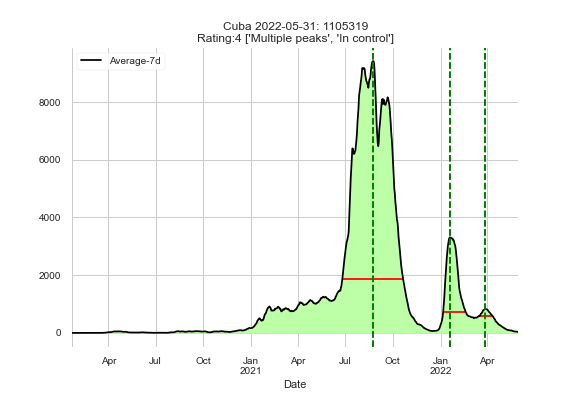 Cuba 2022-05-31: 1105319
Rating:4 ['Multiple peaks', 'In control']
Average-7d
8000
6000
4000
2000
0
Apr Jul Oct Jan Apr Jul Oct Jan Apr
2021 2022
Date